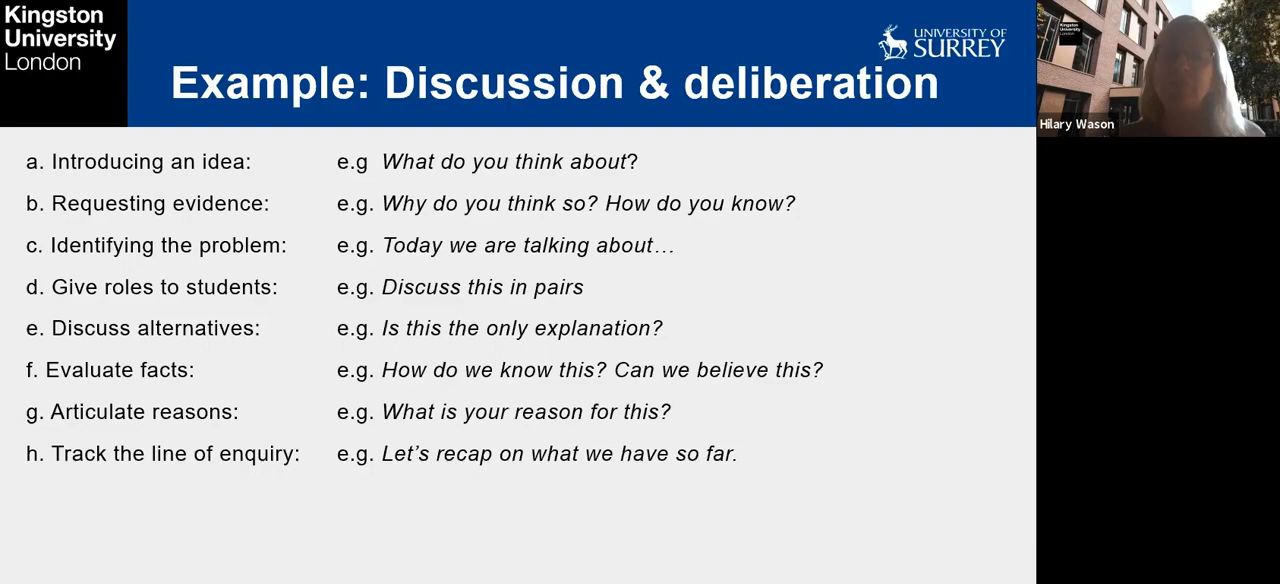 Kingston
University
London
UNIVERSITY OF
SURREY
Example: Discussion & deliberation
a. Introducing an idea: e.g What do you think about?
b. Requesting evidence: e.g. Why do you think so? How do you know?
c. Identifying the problem: e.g. Today we are talking about…
d. Give roles to students: e.g. Discuss this in pairs
e. Discuss alternatives: e.g. Is this the only explanation?
f. Evaluate facts: e.g. How do we know this? Can we believe this?
g. Articulate reasons: e.g. What is your reason for this?
h. Track the line of enquiry: e.g. Let’s recap on what we have so far.
Kingston
University
London
Hilary Wason